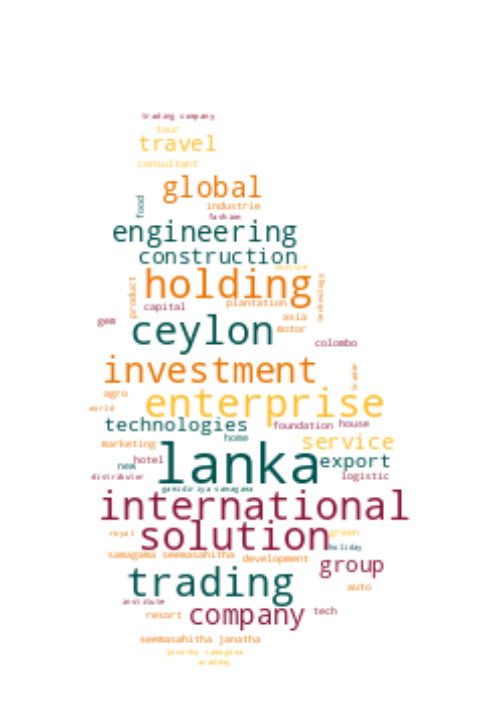 trading company
tour
travel
consultant
global
food
industrie
fashion
engineering
construction
holding
product
plantation
capital
asia
gem
ceylon
motor
colombo
investment
trader
agro
enterprise
world
technologies
foundation
house
home
marketing
service
lanka
hotel
new
export
distributor
logistic
gamidiriya samagama
international
solution
royal
green
holiday
samagama seemasahitha
development
group
trading
auto
institute
company
tech
resort
seemasahitha janatha
janatha samagama
academy